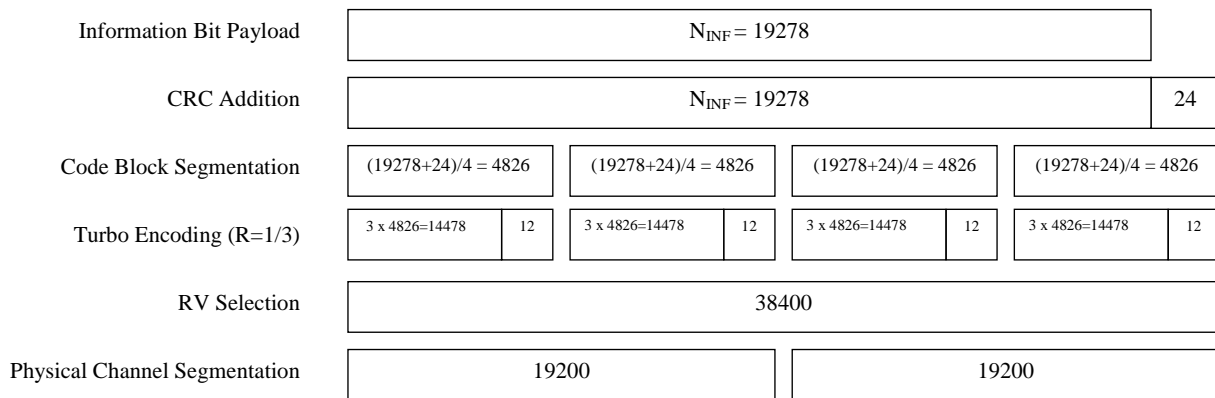 Information Bit Payload N_INF = 19278
CRC Addition N_INF = 19278 24
Code Block Segmentation (19278+24)/4 = 4826 (19278+24)/4 = 4826 (19278+24)/4 = 4826 (19278+24)/4 = 4826
Turbo Encoding (R=1/3) 3 x 4826=14478 12 3 x 4826=14478 12 3 x 4826=14478 12 3 x 4826=14478 12
RV Selection 38400
Physical Channel Segmentation 19200 19200